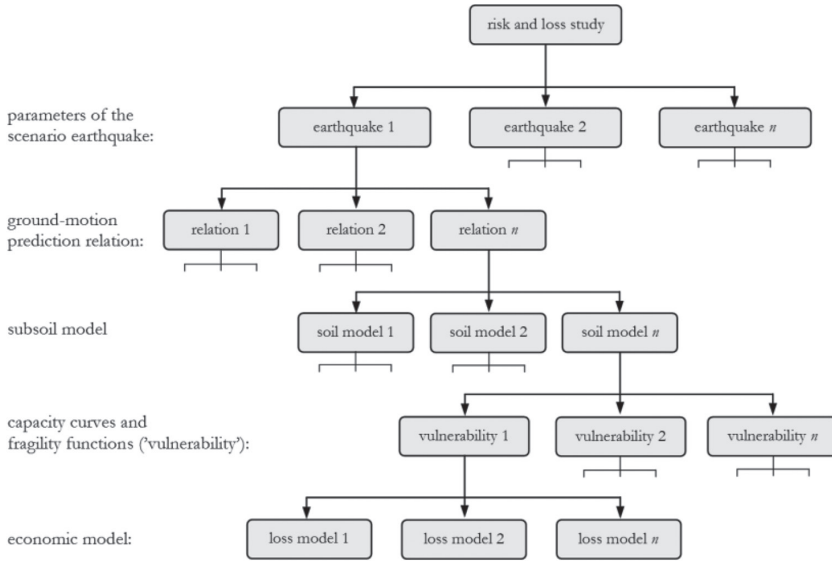 risk and loss study
parameters of the
scenario earthquake:
earthquake 1
earthquake 2
earthquake n
ground-motion
prediction relation:
relation 1
relation 2
relation n
subsoil model
soil model 1
soil model 2
soil model n
capacity curves and
fragility functions ('vulnerability'):
vulnerability 1
vulnerability 2
vulnerability n
economic model:
loss model 1
loss model 2
loss model n